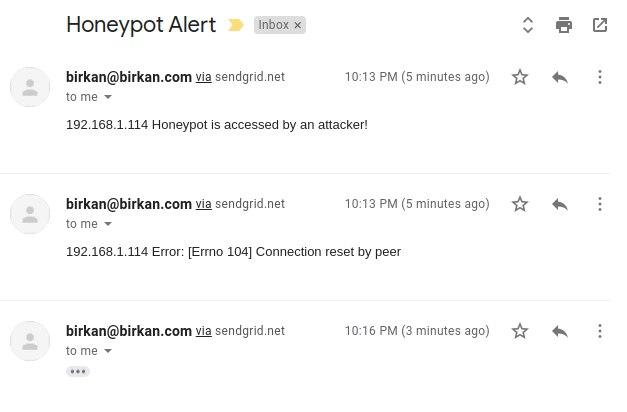 Honeypot Alert Inbox ×
birkan@birkan.com via sendgrid.net 10:13 PM (5 minutes ago)
to me
192.168.1.114 Honeypot is accessed by an attacker!
birkan@birkan.com via sendgrid.net 10:13 PM (5 minutes ago)
to me
192.168.1.114 Error: [Errno 104] Connection reset by peer
birkan@birkan.com via sendgrid.net 10:16 PM (3 minutes ago)
to me